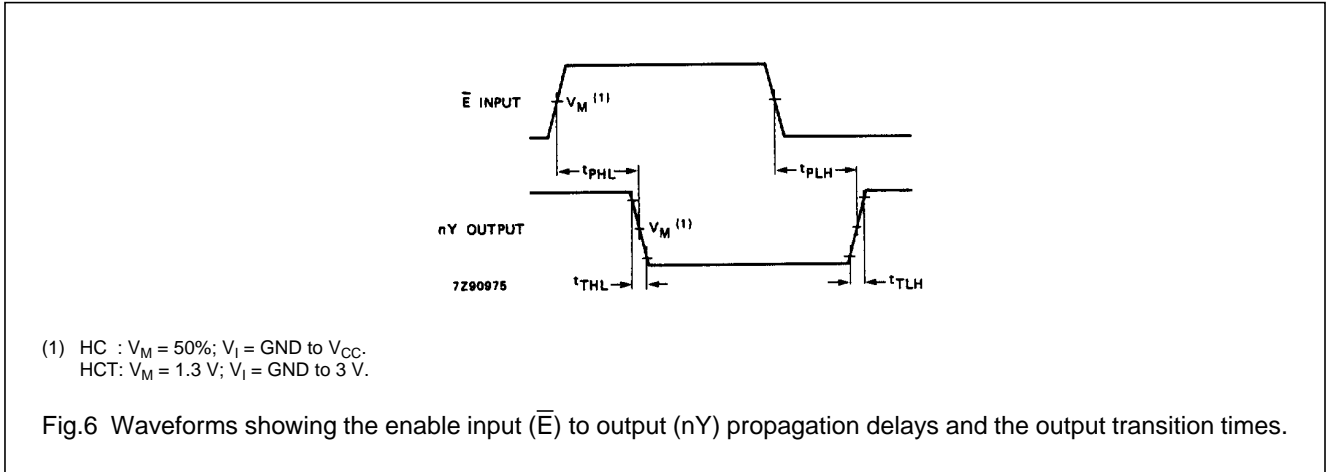 E̅ INPUT
V_M (1)
t_PHL
t_PLH
nY OUTPUT
V_M (1)
7Z90975
t_THL
t_TLH
(1) HC : V_M = 50%; V_I = GND to V_CC.
HCT: V_M = 1.3 V; V_I = GND to 3 V.
Fig.6 Waveforms showing the enable input (E̅) to output (nY) propagation delays and the output transition times.